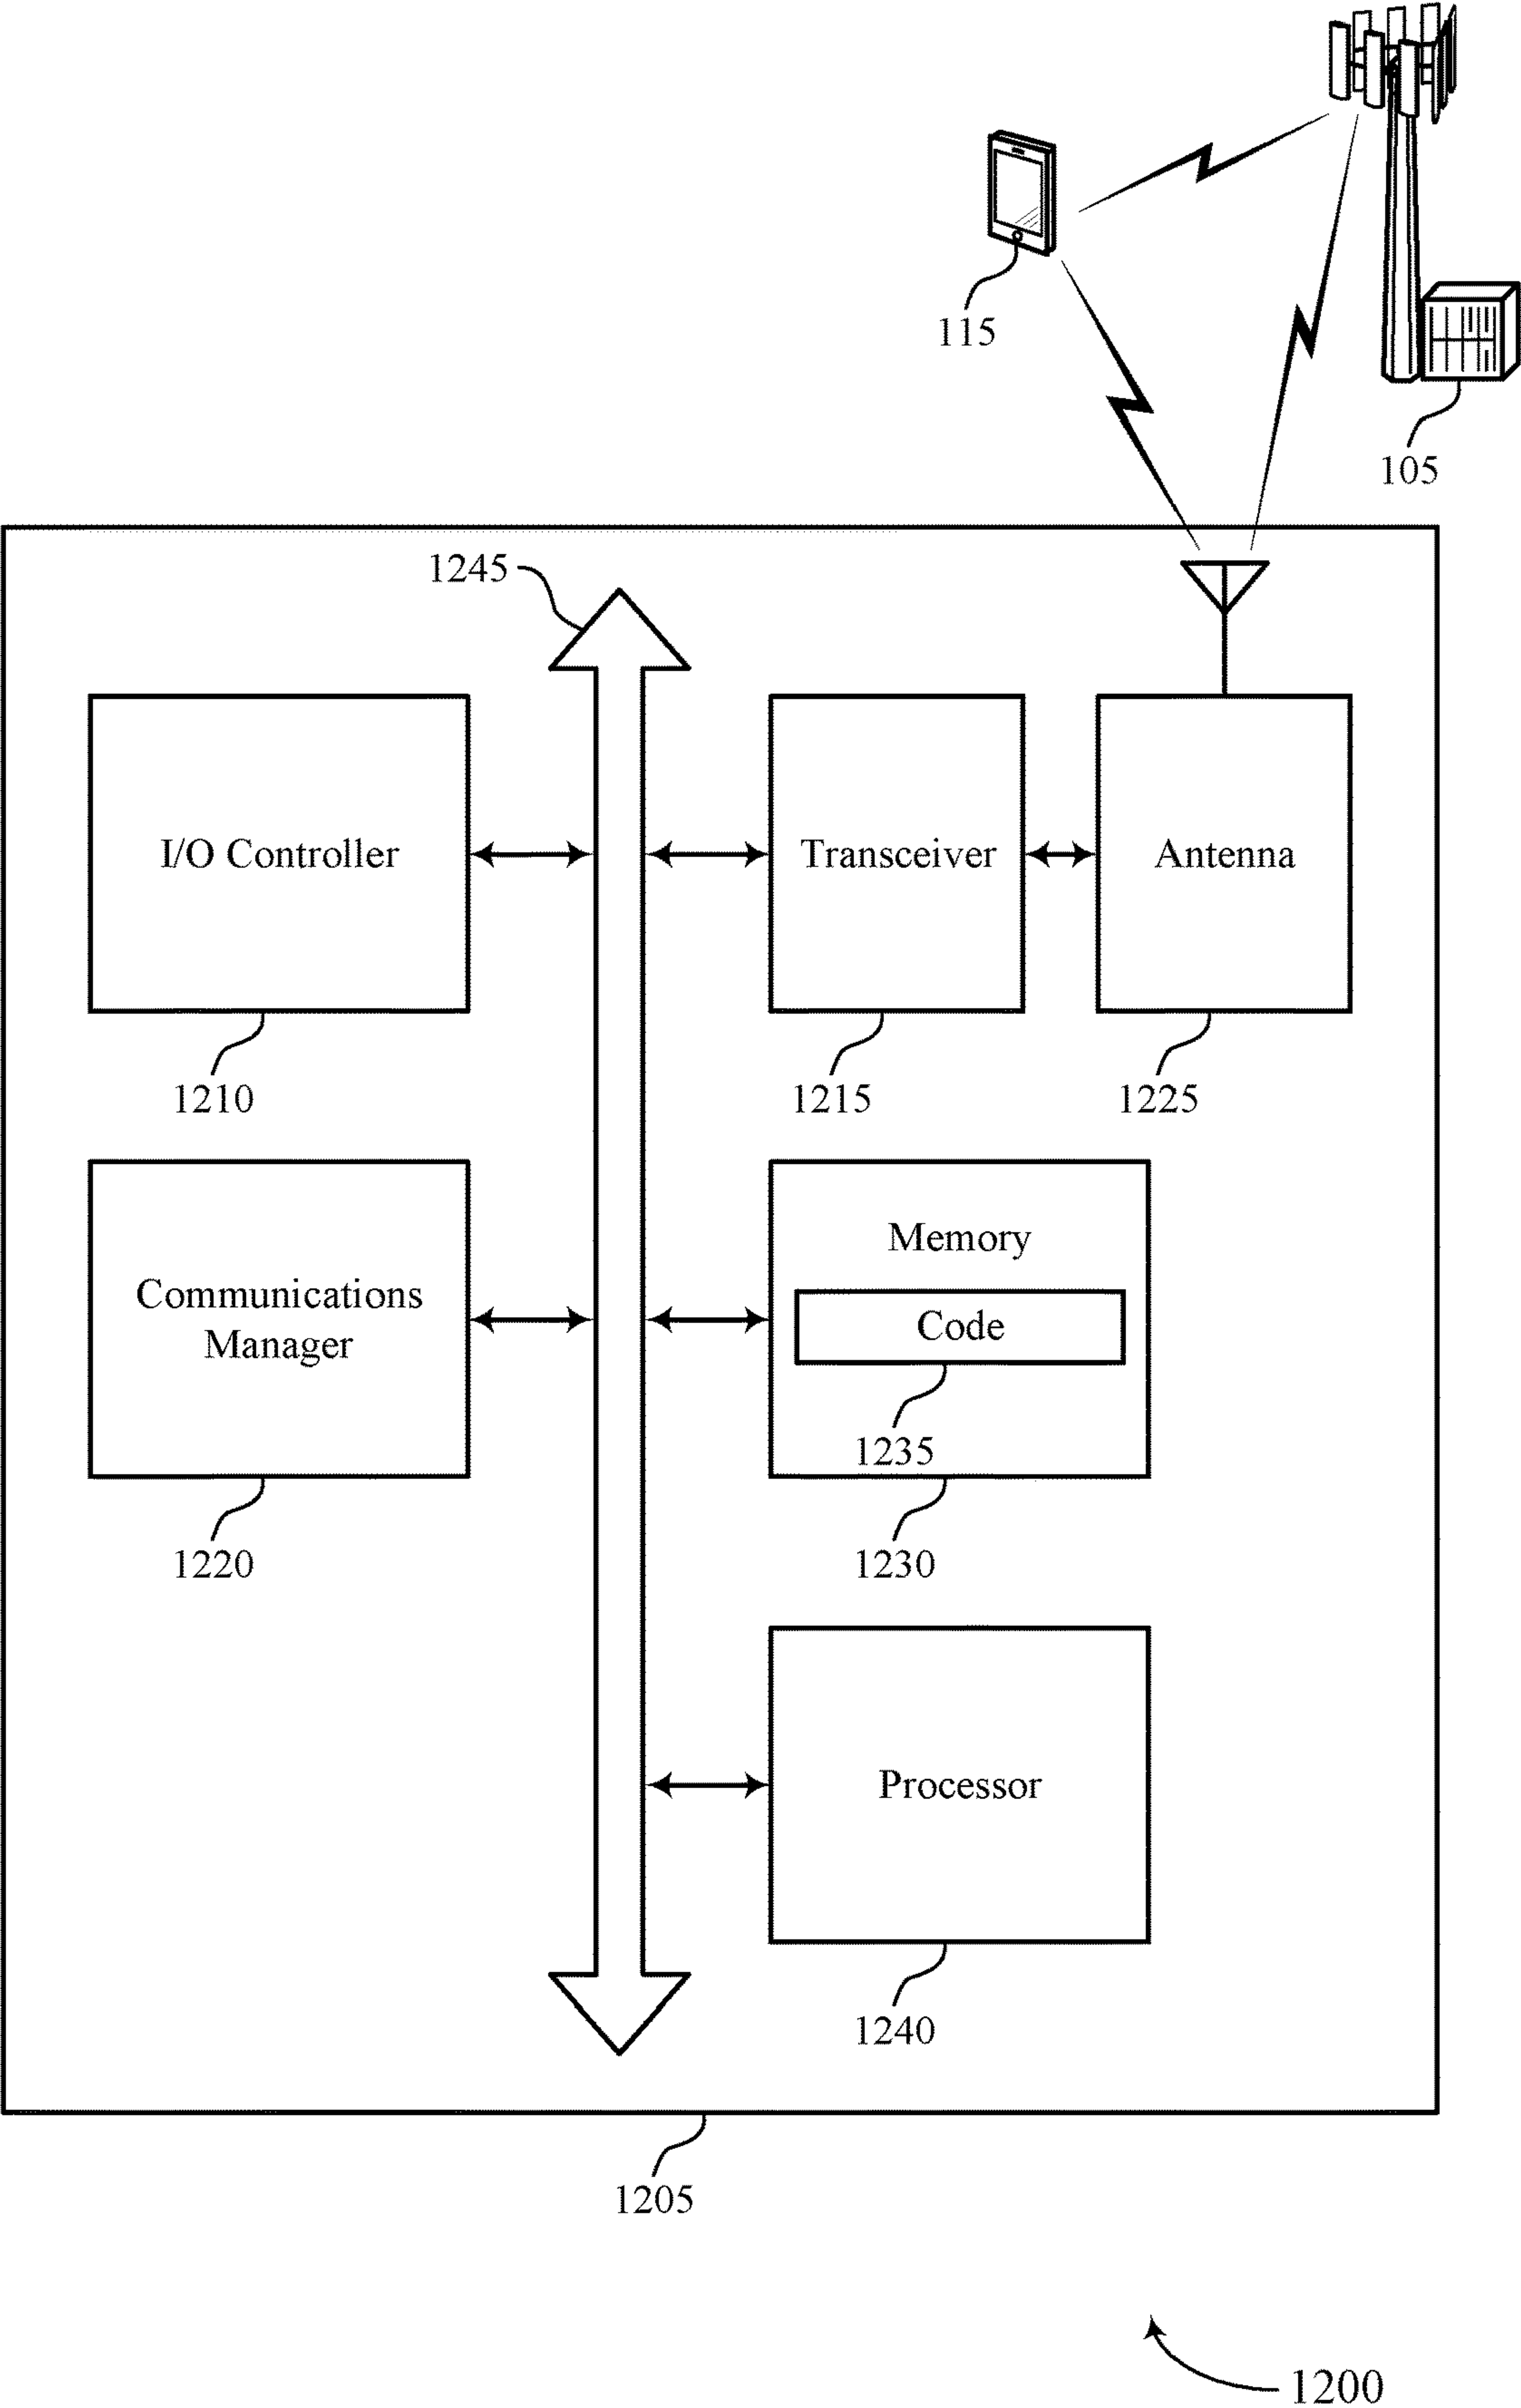 115
105
1245
I/O Controller
Transceiver
Antenna
1210
1215
1225
Communications
Manager
Memory
Code
1235
1220
1230
Processor
1240
1205
1200